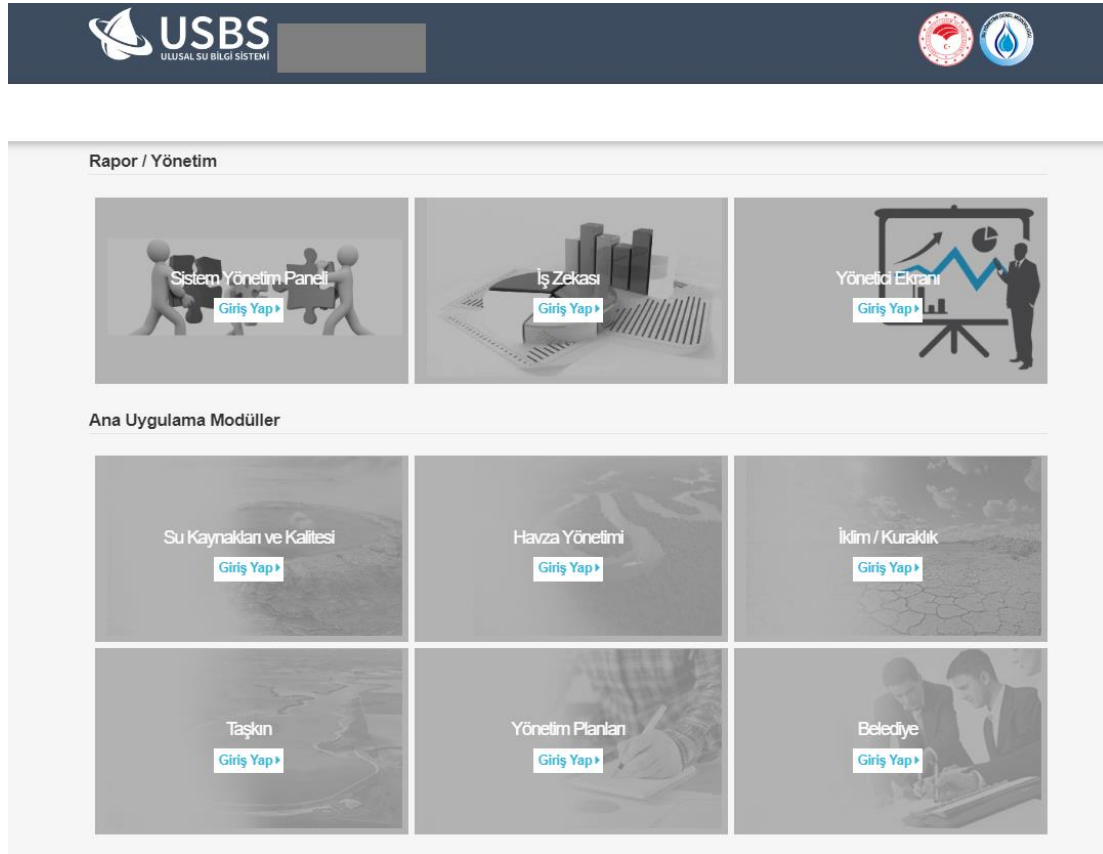 USBS
ULUSAL SU BİLGİ SİSTEMİ
Rapor / Yönetim
Sistem Yönetim Paneli
Giriş Yap
İş Zekası
Giriş Yap
Yönetici Ekranı
Giriş Yap
Ana Uygulama Modüller
Su Kaynakları ve Kalitesi
Giriş Yap
Havza Yönetimi
Giriş Yap
İklim / Kuraklık
Giriş Yap
Taşkın
Giriş Yap
Yönetim Planları
Giriş Yap
Belediye
Giriş Yap